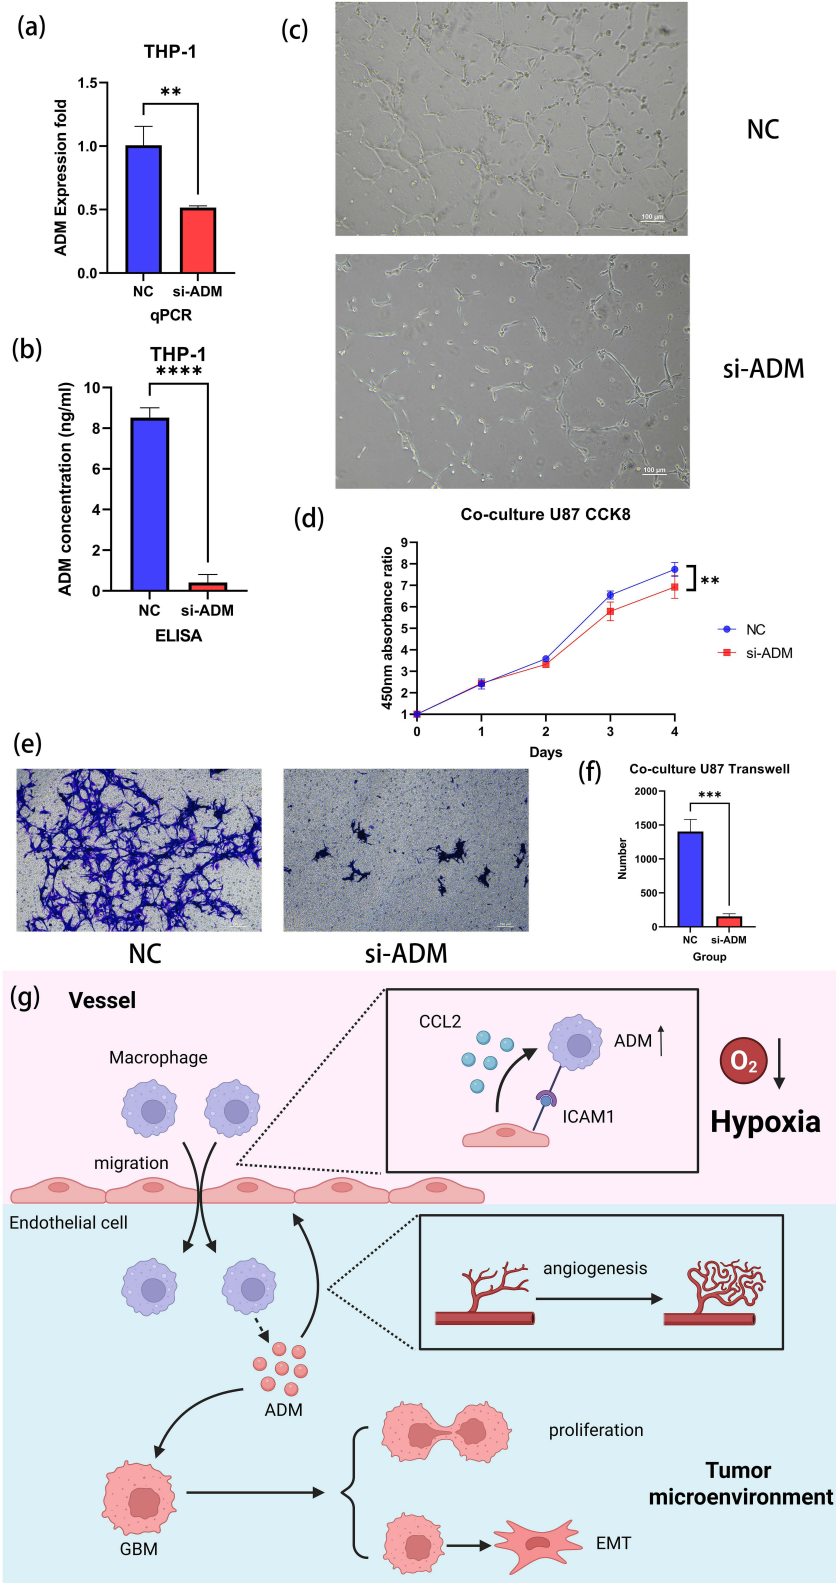 (a)
THP-1
**
ADM Expression fold
1.5
1.0
0.5
0.0
NC
si-ADM
qPCR
(b)
THP-1
****
ADM concentration (ng/ml)
10
8
6
4
2
0
NC
si-ADM
ELISA
(c)
100 μm
NC
100 μm
si-ADM
(d)
Co-culture U87 CCK8
450nm absorbance ratio
9
8
7
6
5
4
3
2
1
0
1
2
3
4
Days
**
NC
si-ADM
(e)
NC
si-ADM
(f)
Co-culture U87 Transwell
***
Number
2000
1500
1000
500
0
NC
si-ADM
Group
(g)
Vessel
Macrophage
migration
Endothelial cell
CCL2
ADM
ICAM1
O2
Hypoxia
angiogenesis
ADM
GBM
proliferation
EMT
Tumor
microenvironment